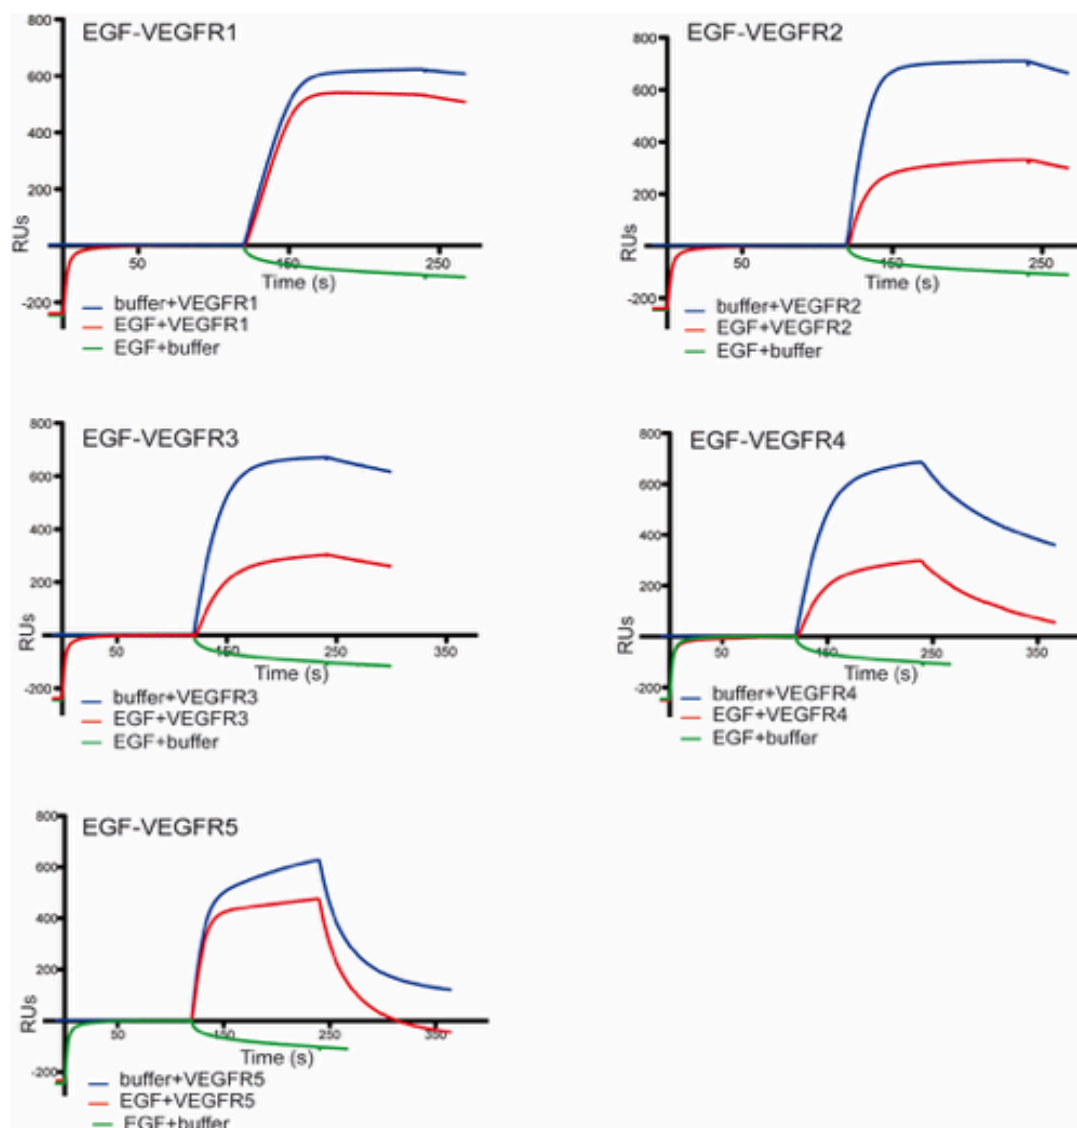 EGF-VEGFR1
800
600
400
200
-200
RUs
50
150
250
Time (s)
buffer+VEGFR1
EGF+VEGFR1
EGF+buffer
EGF-VEGFR2
800
600
400
200
-200
RUs
50
150
250
Time (s)
buffer+VEGFR2
EGF+VEGFR2
EGF+buffer
EGF-VEGFR3
800
600
400
200
-200
RUs
50
150
250
350
Time (s)
buffer+VEGFR3
EGF+VEGFR3
EGF+buffer
EGF-VEGFR4
800
600
400
200
-200
RUs
50
150
250
350
Time (s)
buffer+VEGFR4
EGF+VEGFR4
EGF+buffer
EGF-VEGFR5
800
600
400
200
-200
RUs
50
150
250
350
Time (s)
buffer+VEGFR5
EGF+VEGFR5
EGF+buffer